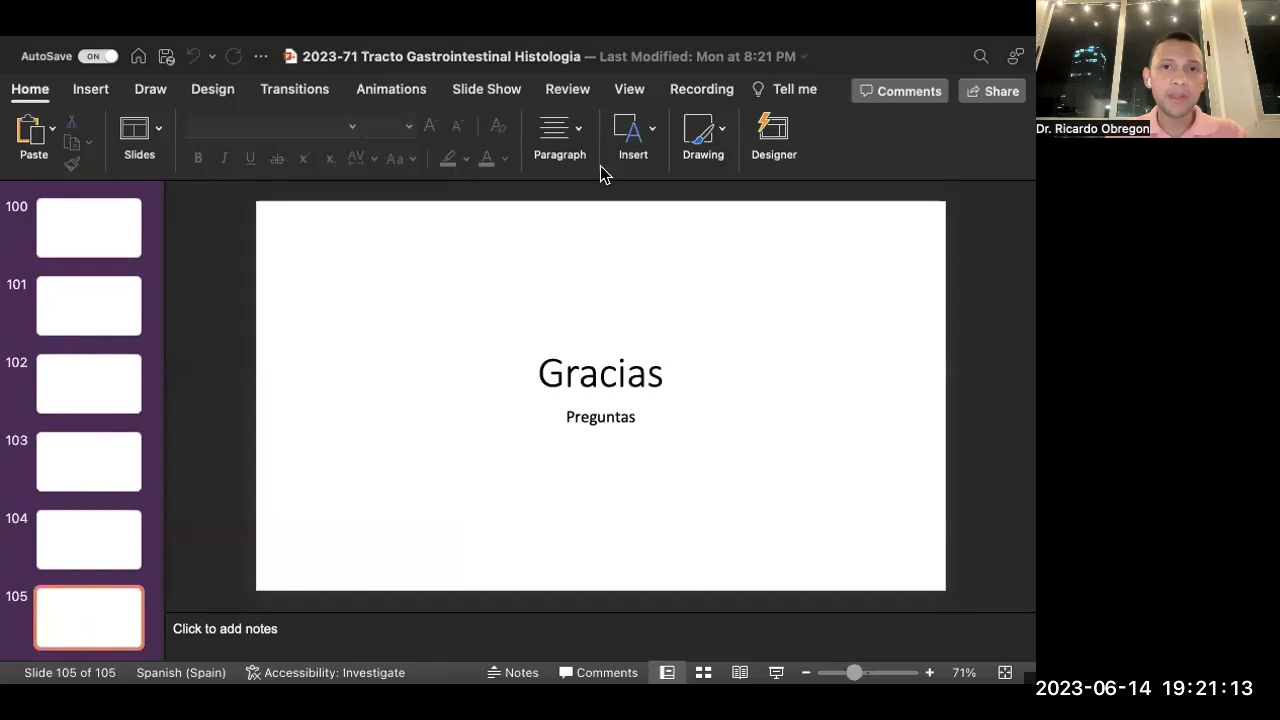 AutoSave ON 2023-71 Tracto Gastrointestinal Histologia — Last Modified: Mon at 8:21 PM
Home Insert Draw Design Transitions Animations Slide Show Review View Recording Tell me Comments Share
Paste Slides Paragraph Insert Drawing Designer
Dr. Ricardo Obregon
100
101
102
103
104
105
Gracias
Preguntas
Click to add notes
Slide 105 of 105 Spanish (Spain) Accessibility: Investigate Notes Comments 71%
2023-06-14 19:21:13